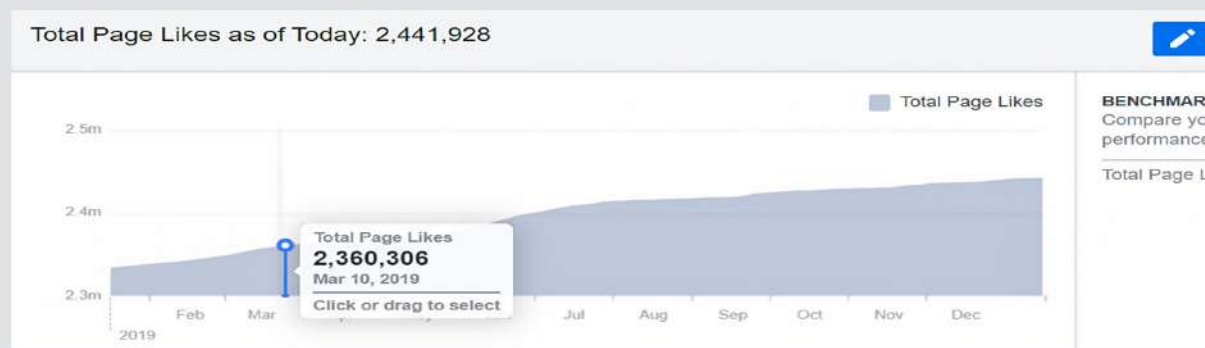 Total Page Likes as of Today: 2,441,928
Total Page Likes
BENCHMAR
Compare yo
performance
Total Page L
2.5m
2.4m
2.3m
Total Page Likes
2,360,306
Mar 10, 2019
Click or drag to select
Feb Mar Jul Aug Sep Oct Nov Dec
2019